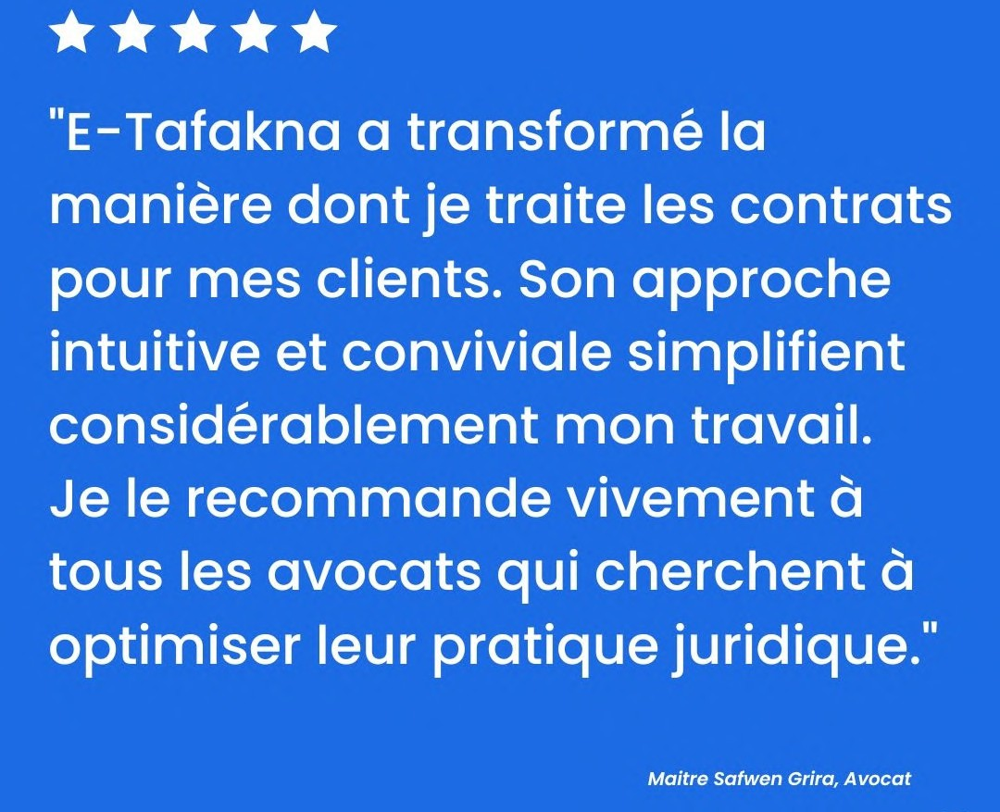 "E-Tafakna a transformé la
manière dont je traite les contrats
pour mes clients. Son approche
intuitive et conviviale simplifient
considérablement mon travail.
Je le recommande vivement à
tous les avocats qui cherchent à
optimiser leur pratique juridique."
Maitre Safwen Grira, Avocat